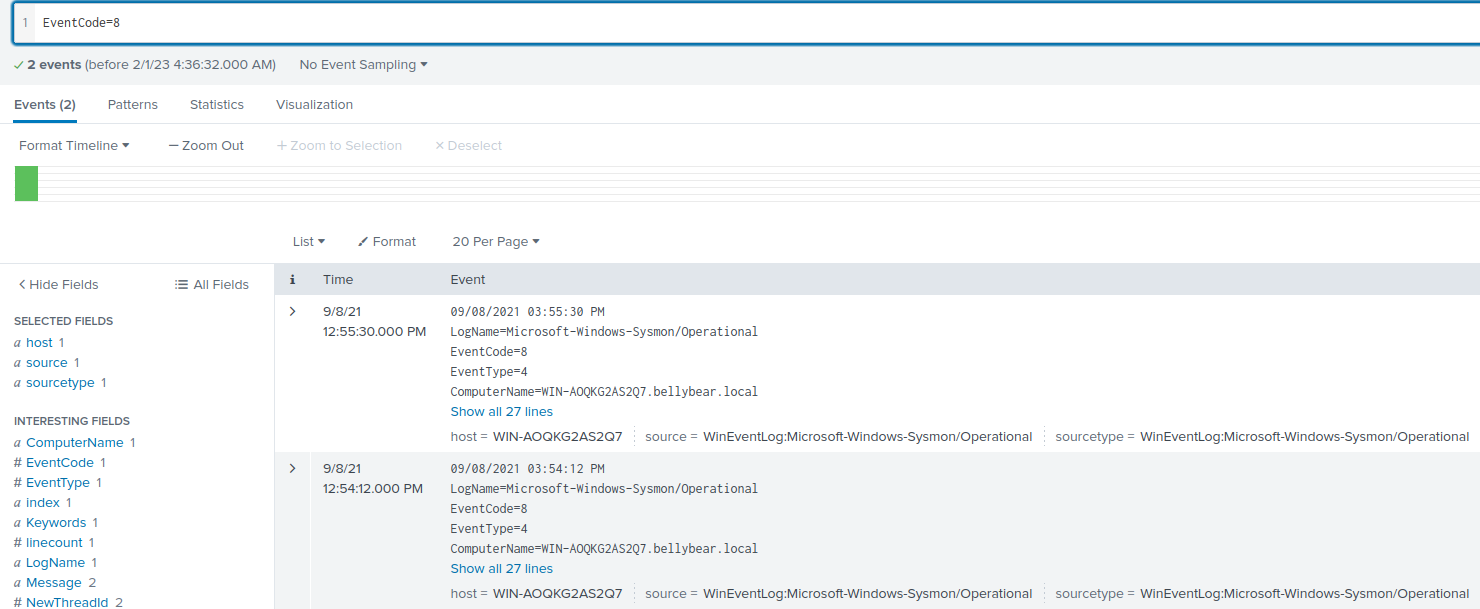 1 EventCode=8
✓ 2 events (before 2/1/23 4:36:32.000 AM) No Event Sampling
Events (2) Patterns Statistics Visualization
Format Timeline — Zoom Out + Zoom to Selection × Deselect
List Format 20 Per Page
< Hide Fields All Fields
SELECTED FIELDS
a host 1
a source 1
a sourcetype 1
INTERESTING FIELDS
a ComputerName 1
# EventCode 1
# EventType 1
a index 1
a Keywords 1
# linecount 1
a LogName 1
a Message 2
# NewThreadId 2
i Time Event
> 9/8/21
12:55:30.000 PM
09/08/2021 03:55:30 PM
LogName=Microsoft-Windows-Sysmon/Operational
EventCode=8
EventType=4
ComputerName=WIN-AOQKG2AS2Q7.bellybear.local
Show all 27 lines
host = WIN-AOQKG2AS2Q7 source = WinEventLog:Microsoft-Windows-Sysmon/Operational sourcetype = WinEventLog:Microsoft-Windows-Sysmon/Operational
> 9/8/21
12:54:12.000 PM
09/08/2021 03:54:12 PM
LogName=Microsoft-Windows-Sysmon/Operational
EventCode=8
EventType=4
ComputerName=WIN-AOQKG2AS2Q7.bellybear.local
Show all 27 lines
host = WIN-AOQKG2AS2Q7 source = WinEventLog:Microsoft-Windows-Sysmon/Operational sourcetype = WinEventLog:Microsoft-Windows-Sysmon/Operational